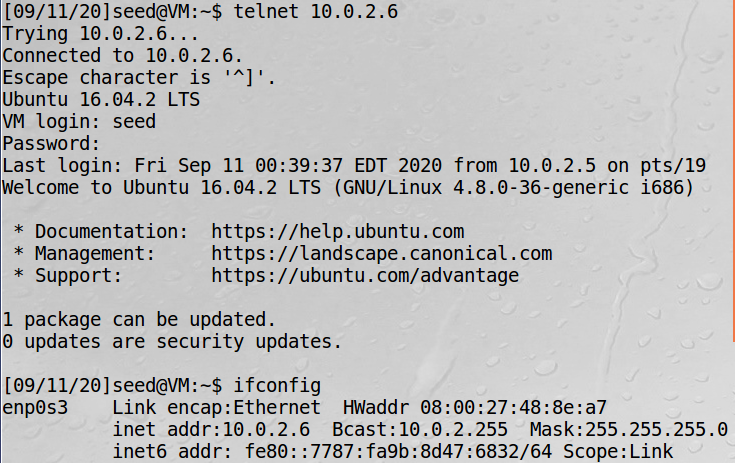 [09/11/20]seed@VM:~$ telnet 10.0.2.6
Trying 10.0.2.6...
Connected to 10.0.2.6.
Escape character is '^]'.
Ubuntu 16.04.2 LTS
VM login: seed
Password:
Last login: Fri Sep 11 00:39:37 EDT 2020 from 10.0.2.5 on pts/19
Welcome to Ubuntu 16.04.2 LTS (GNU/Linux 4.8.0-36-generic i686)

 * Documentation:  https://help.ubuntu.com
 * Management:     https://landscape.canonical.com
 * Support:        https://ubuntu.com/advantage

1 package can be updated.
0 updates are security updates.

[09/11/20]seed@VM:~$ ifconfig
enp0s3    Link encap:Ethernet  HWaddr 08:00:27:48:8e:a7
          inet addr:10.0.2.6  Bcast:10.0.2.255  Mask:255.255.255.0
          inet6 addr: fe80::7787:fa9b:8d47:6832/64 Scope:Link